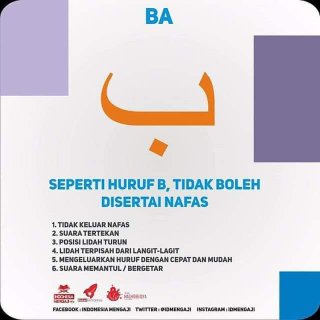 BA
ب
SEPERTI HURUF B, TIDAK BOLEH
DISERTAI NAFAS
1. TIDAK KELUAR NAFAS
2. SUARA TERTEKAN
3. POSISI LIDAH TURUN
4. LIDAH TERPISAH DARI LANGIT-LAGIT
5. MENGELUARKAN HURUF DENGAN CEPAT DAN MUDAH
6. SUARA MEMANTUL / BERGETAR
FACEBOOK : INDONESIA MENGAJI TWITTER : @IDMENGAJI INSTAGRAM : IDMENGAJI